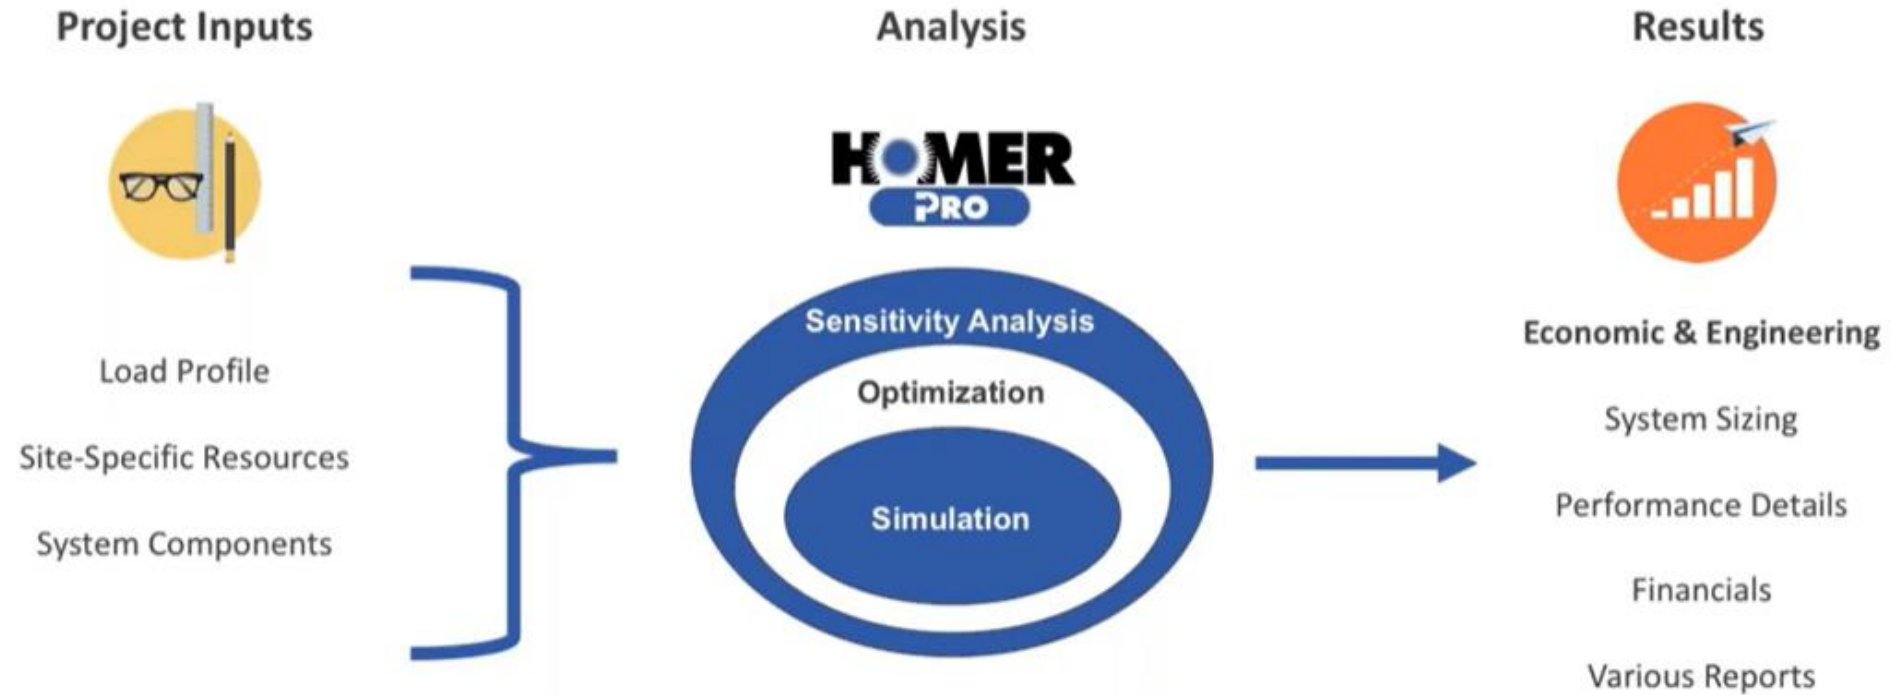 Project Inputs
Load Profile
Site-Specific Resources
System Components
Analysis
HOMER
PRO
Sensitivity Analysis
Optimization
Simulation
Results
Economic & Engineering
System Sizing
Performance Details
Financials
Various Reports